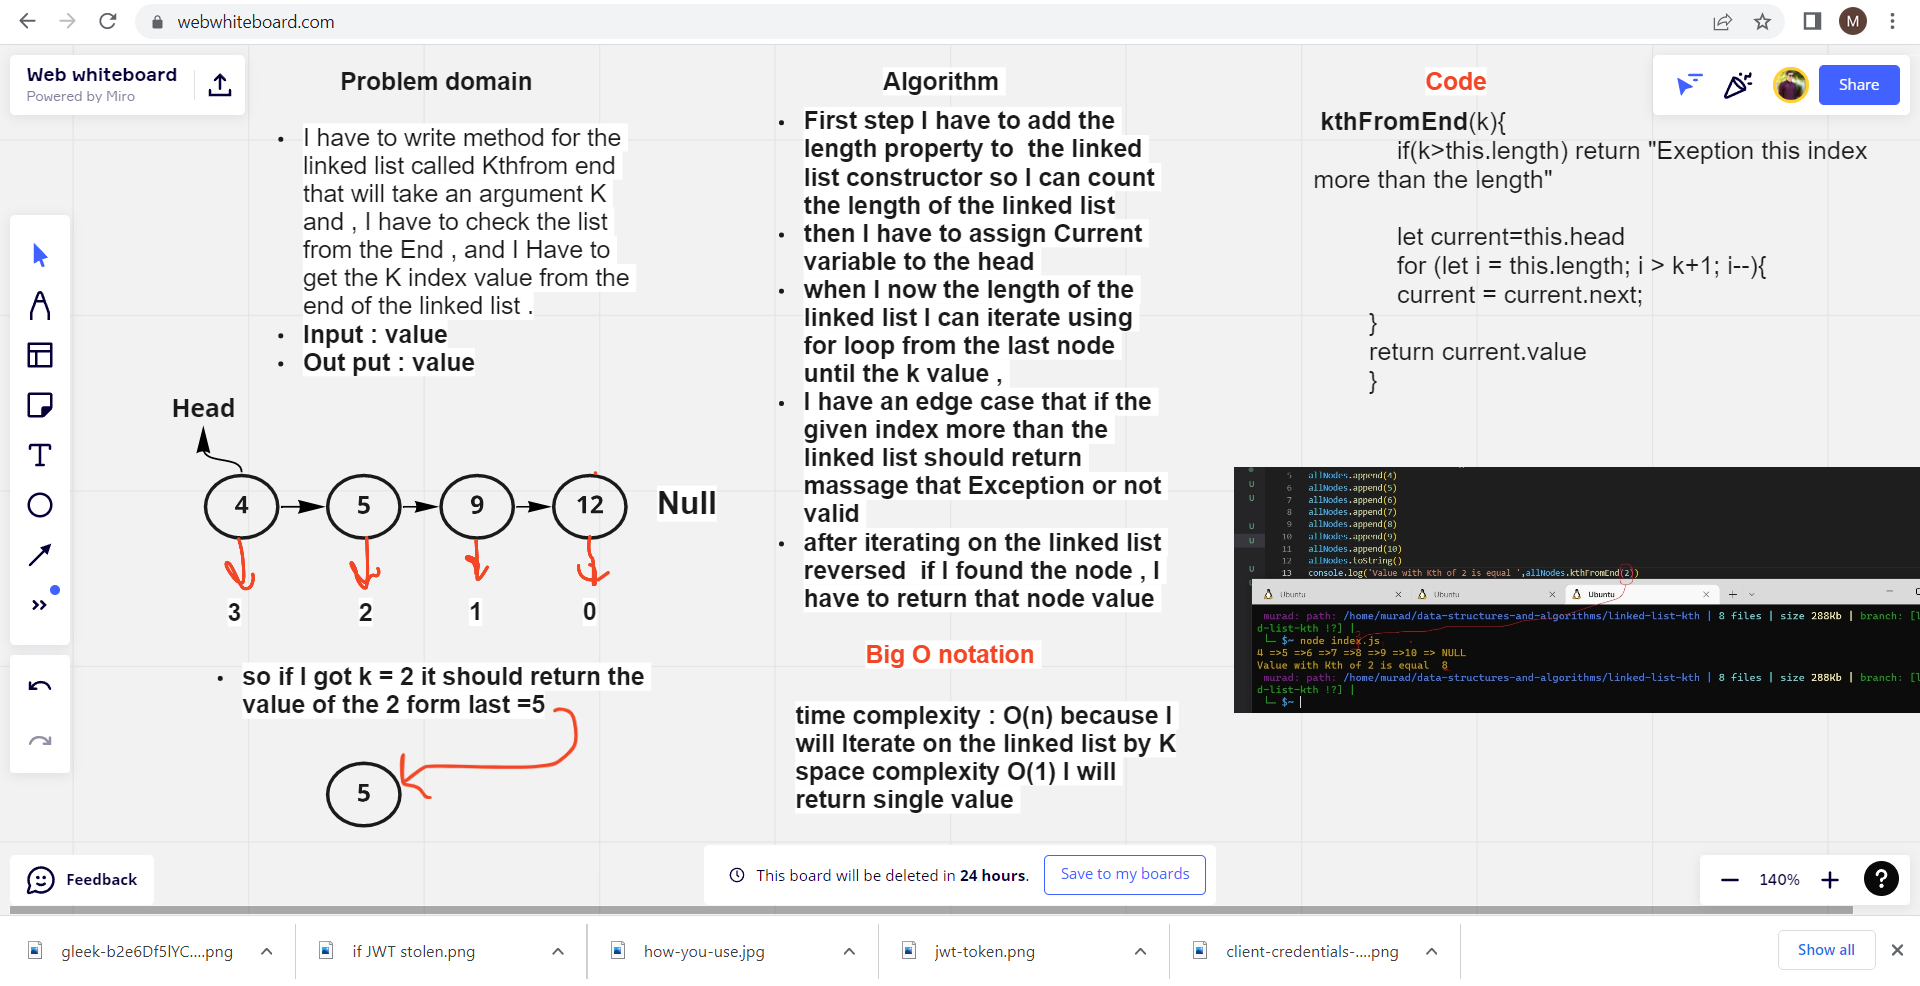 webwhiteboard.com
M
Web whiteboard
Powered by Miro
Share
Problem domain
I have to write method for the
linked list called Kthfrom end
that will take an argument K
and , I have to check the list
from the End , and I Have to
get the K index value from the
end of the linked list .
Input : value
Out put : value
Head
4
5
9
12
Null
3
2
1
0
so if I got k = 2 it should return the
value of the 2 form last =5
5
Algorithm
First step I have to add the
length property to the linked
list constructor so I can count
the length of the linked list
then I have to assign Current
variable to the head
when I now the length of the
linked list I can iterate using
for loop from the last node
until the k value ,
I have an edge case that if the
given index more than the
linked list should return
massage that Exception or not
valid
after iterating on the linked list
reversed if I found the node , I
have to return that node value
Big O notation
time complexity : O(n) because I
will Iterate on the linked list by K
space complexity O(1) I will
return single value
Code
kthFromEnd(k){
if(k>this.length) return "Exeption this index
more than the length"
let current=this.head
for (let i = this.length; i > k+1; i--){
current = current.next;
}
return current.value
}
5 allNodes.append(4)
6 allNodes.append(5)
7 allNodes.append(6)
8 allNodes.append(7)
9 allNodes.append(8)
10 allNodes.append(9)
11 allNodes.append(10)
12 allNodes.toString()
13 console.log('Value with Kth of 2 is equal ',allNodes.kthFromEnd(2))
U
U
U
U
U
U
Ubuntu
Ubuntu
Ubuntu
murad: path: /home/murad/data-structures-and-algorithms/linked-list-kth | 8 files | size 288Kb | branch: [l
d-list-kth !?] |
$~ node index.js
4 =>5 =>6 =>7 =>8 =>9 =>10 => NULL
Value with Kth of 2 is equal 8
murad: path: /home/murad/data-structures-and-algorithms/linked-list-kth | 8 files | size 288Kb | branch: [l
d-list-kth !?] |
$~
Feedback
This board will be deleted in 24 hours.
Save to my boards
140%
?
gleek-b2e6Df5lYC....png
if JWT stolen.png
how-you-use.jpg
jwt-token.png
client-credentials-....png
Show all